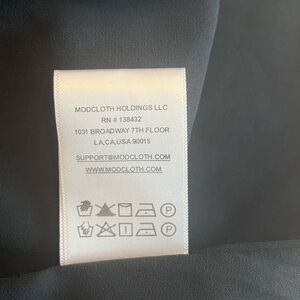 MODCLOTH HOLDINGS LLC
RN # 138432
1031 BROADWAY 7TH FLOOR
LA,CA,USA 90015
SUPPORT@MODCLOTH.COM
WWW.MODCLOTH.COM
P
P